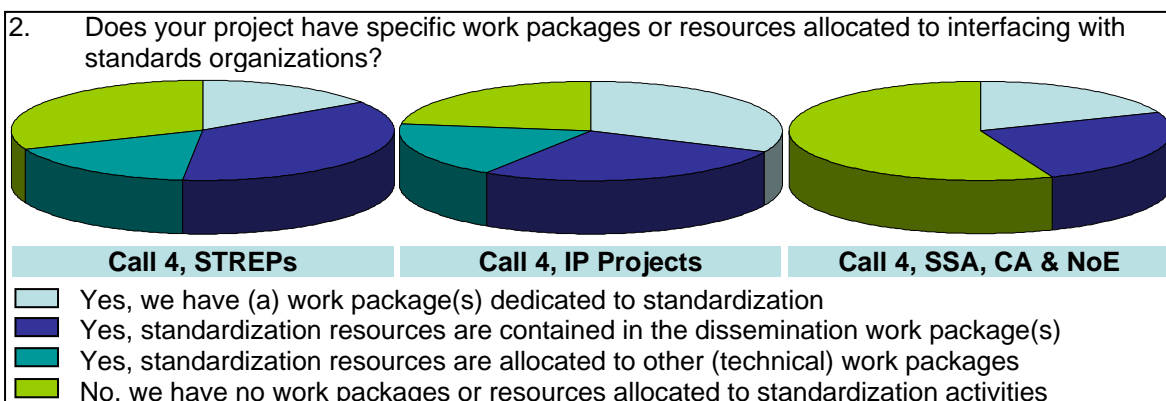 2. Does your project have specific work packages or resources allocated to interfacing with
standards organizations?
Call 4, STREPs Call 4, IP Projects Call 4, SSA, CA & NoE
Yes, we have (a) work package(s) dedicated to standardization
Yes, standardization resources are contained in the dissemination work package(s)
Yes, standardization resources are allocated to other (technical) work packages
No, we have no work packages or resources allocated to standardization activities